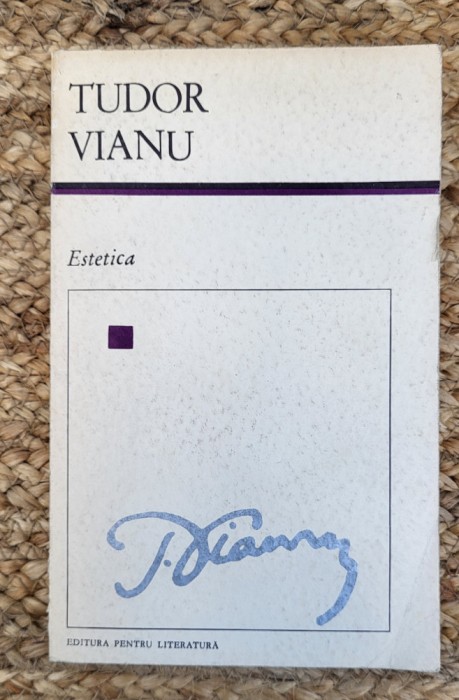 TUDOR
VIANU
Estetica
T. Vianu
EDITURA PENTRU LITERATURĂ